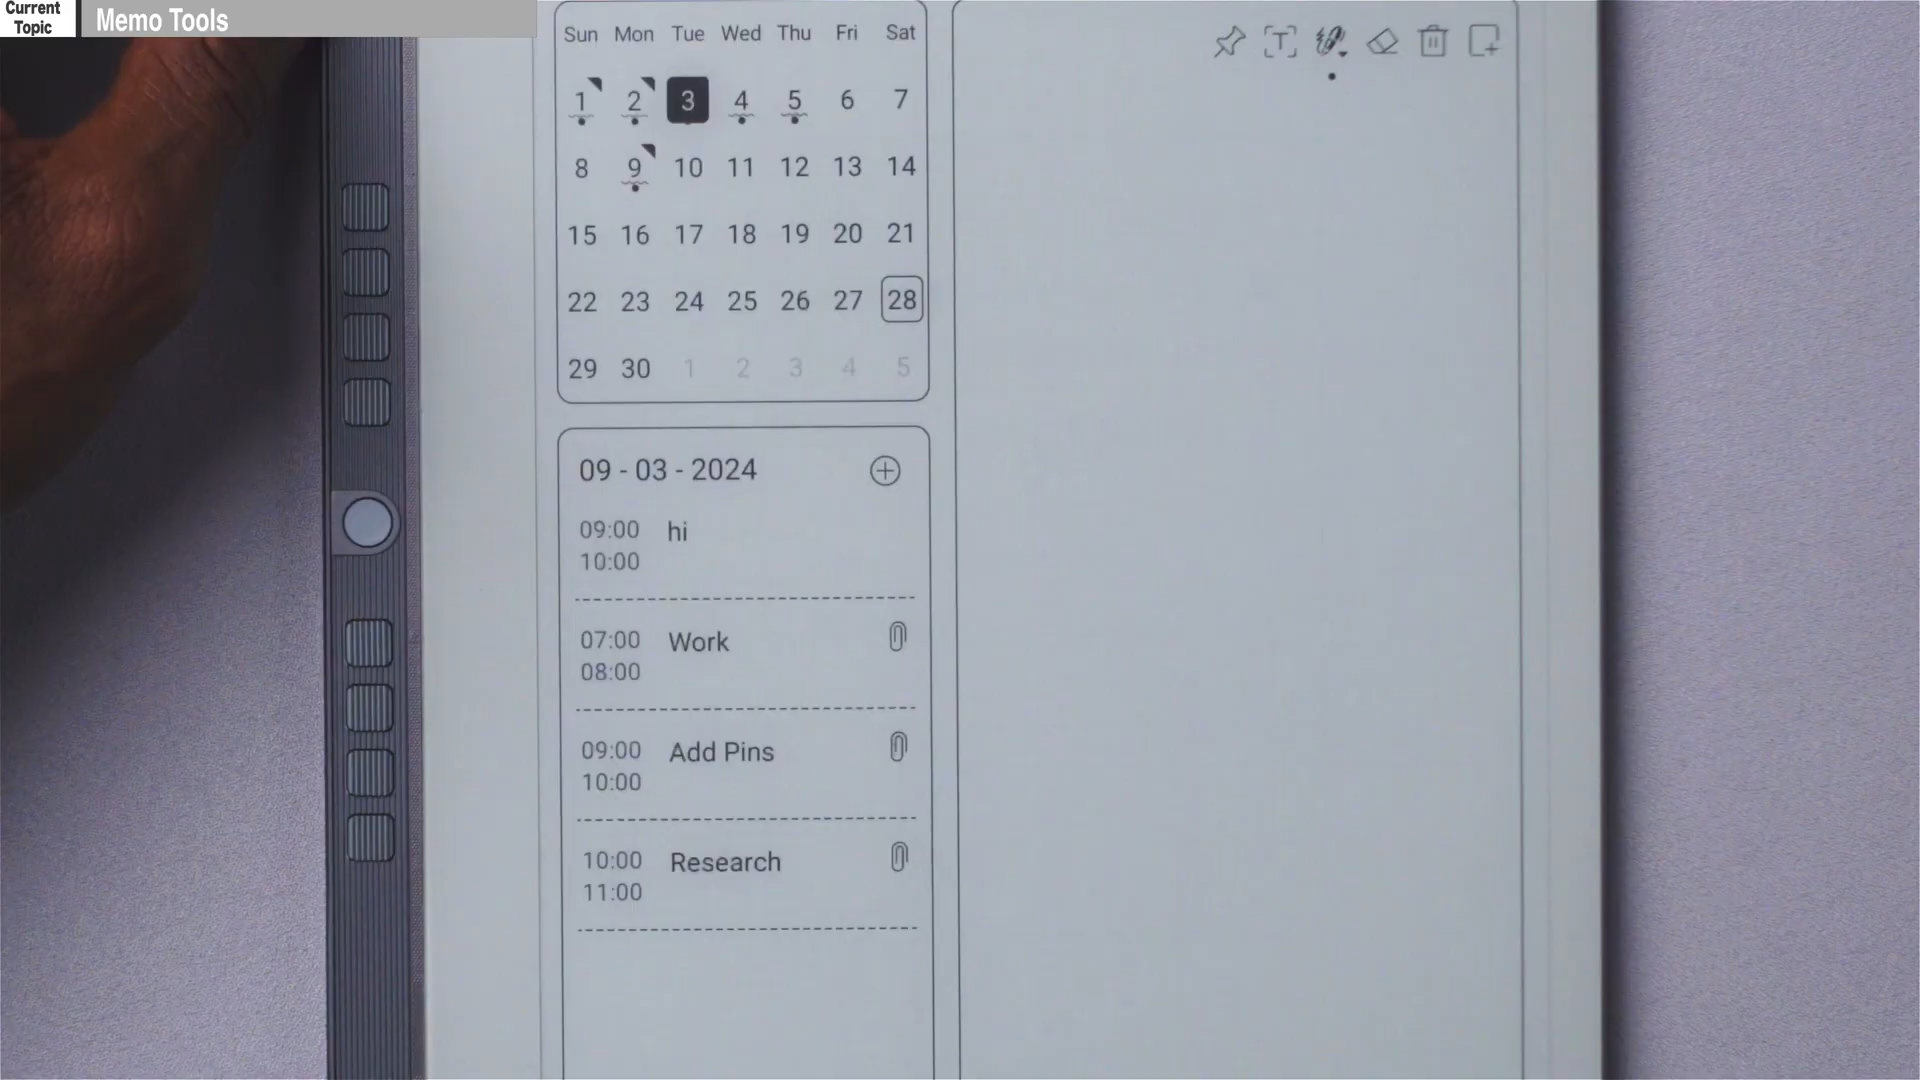 Current
Topic
Memo Tools
Sun Mon Tue Wed Thu Fri Sat
1 2 3 4 5 6 7
8 9 10 11 12 13 14
15 16 17 18 19 20 21
22 23 24 25 26 27 28
29 30 1 2 3 4 5
09 - 03 - 2024
09:00 hi
10:00
07:00 Work
08:00
09:00 Add Pins
10:00
10:00 Research
11:00
T